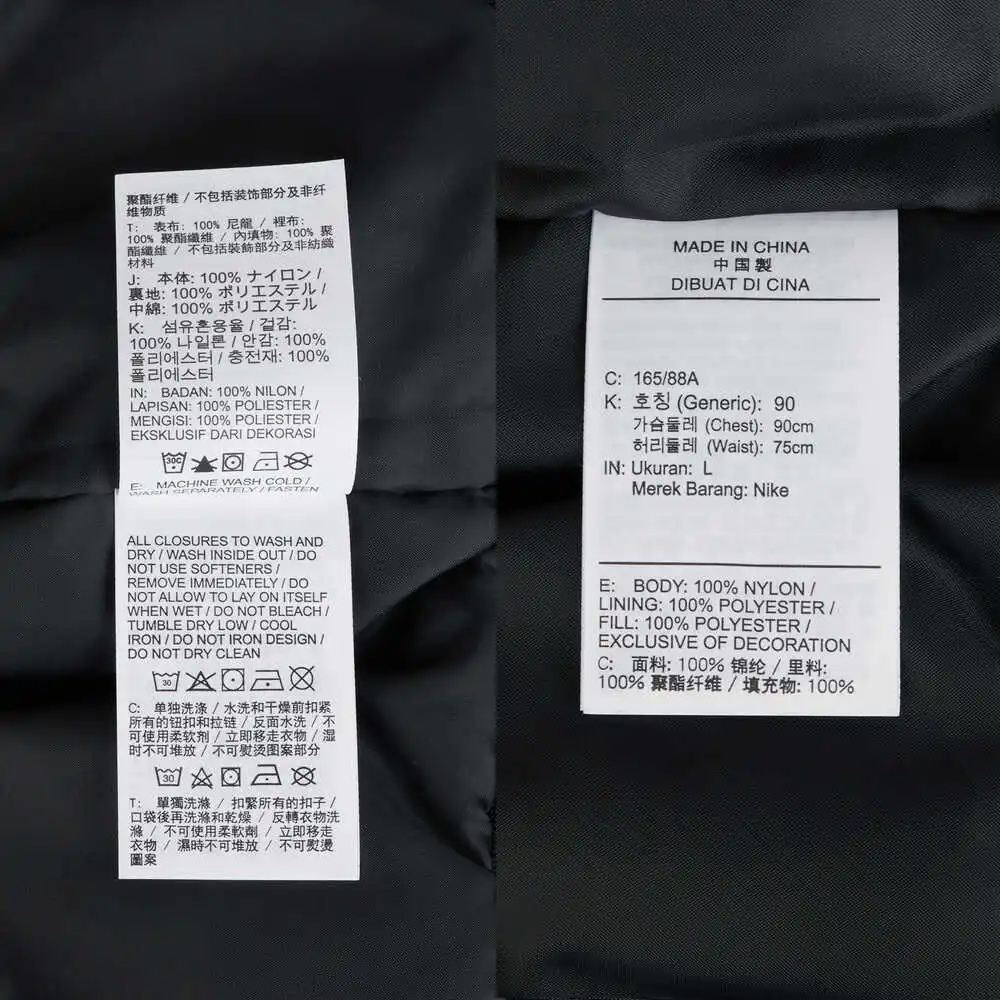 聚酯纤维 / 不包括装饰部分及非纤
维物质
T: 表布: 100% 尼龍 / 裡布:
100% 聚酯纖維 / 內填物: 100% 聚
酯纖維 / 不包括裝飾部分及非紡織
材料
J: 本体: 100% ナイロン /
裏地: 100% ポリエステル /
中綿: 100% ポリエステル
K: 섬유혼용율 / 겉감:
100% 나일론 / 안감: 100%
폴리에스터 / 충전재: 100%
폴리에스터
IN: BADAN: 100% NILON /
LAPISAN: 100% POLIESTER /
MENGISI: 100% POLIESTER /
EKSKLUSIF DARI DEKORASI
30C
E: MACHINE WASH COLD /
WASH SEPARATELY / FASTEN
ALL CLOSURES TO WASH AND
DRY / WASH INSIDE OUT / DO
NOT USE SOFTENERS /
REMOVE IMMEDIATELY / DO
NOT ALLOW TO LAY ON ITSELF
WHEN WET / DO NOT BLEACH /
TUMBLE DRY LOW / COOL
IRON / DO NOT IRON DESIGN /
DO NOT DRY CLEAN
30
C: 单独洗涤 / 水洗和干燥前扣紧
所有的钮扣和拉链 / 反面水洗 / 不
可使用柔软剂 / 立即移走衣物 / 湿
时不可堆放 / 不可熨烫图案部分
30
T: 單獨洗滌 / 扣緊所有的扣子 /
口袋後再洗滌和乾燥 / 反轉衣物洗
滌 / 不可使用柔軟劑 / 立即移走
衣物 / 濕時不可堆放 / 不可熨燙
圖案
MADE IN CHINA
中国製
DIBUAT DI CINA
C: 165/88A
K: 호칭 (Generic): 90
가슴둘레 (Chest): 90cm
허리둘레 (Waist): 75cm
IN: Ukuran: L
Merek Barang: Nike
E: BODY: 100% NYLON /
LINING: 100% POLYESTER /
FILL: 100% POLYESTER /
EXCLUSIVE OF DECORATION
C: 面料: 100% 锦纶 / 里料:
100% 聚酯纤维 / 填充物: 100%